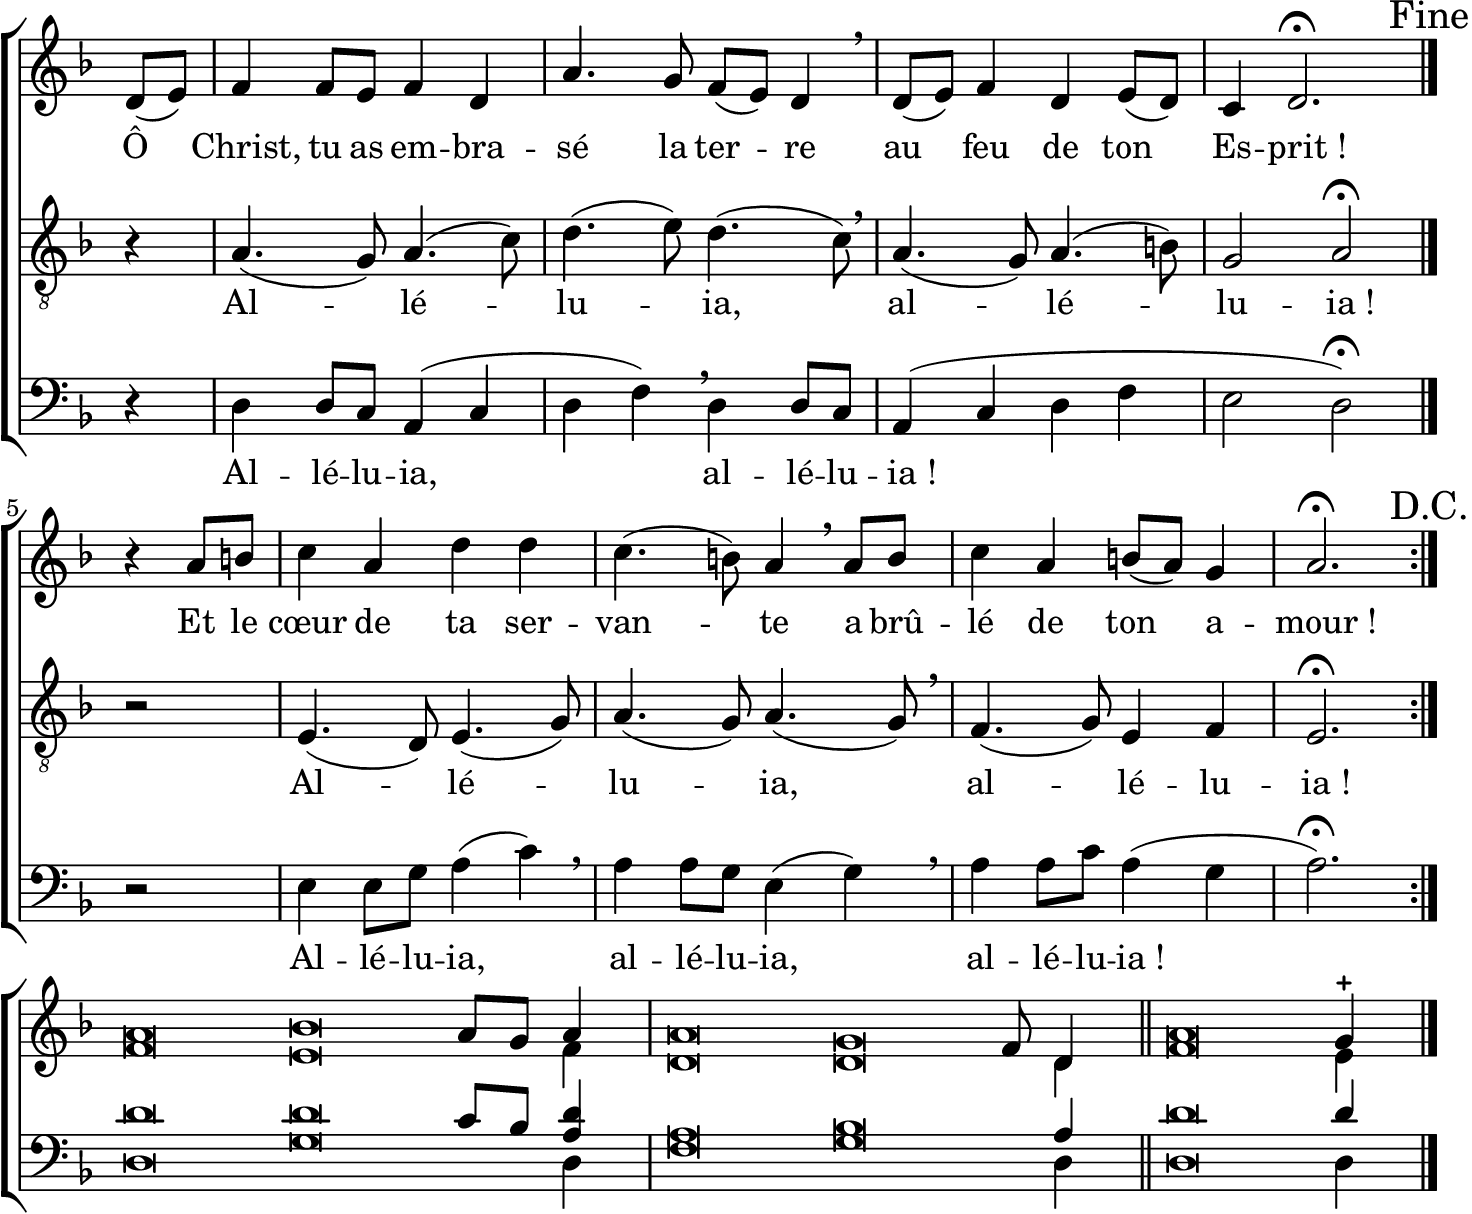 Fine
Ô Christ, tu as em -- bra -- sé la ter -- re au feu de ton Es -- prit !
8
Al -- lé -- lu -- ia, al -- lé -- lu -- ia !
Al -- lé -- lu -- ia, al -- lé -- lu -- ia !
5 D.C.
Et le cœur de ta ser -- van -- te a brû -- lé de ton a -- mour !
8
Al -- lé -- lu -- ia, al -- lé -- lu -- ia !
Al -- lé -- lu -- ia, al -- lé -- lu -- ia, al -- lé -- lu -- ia !